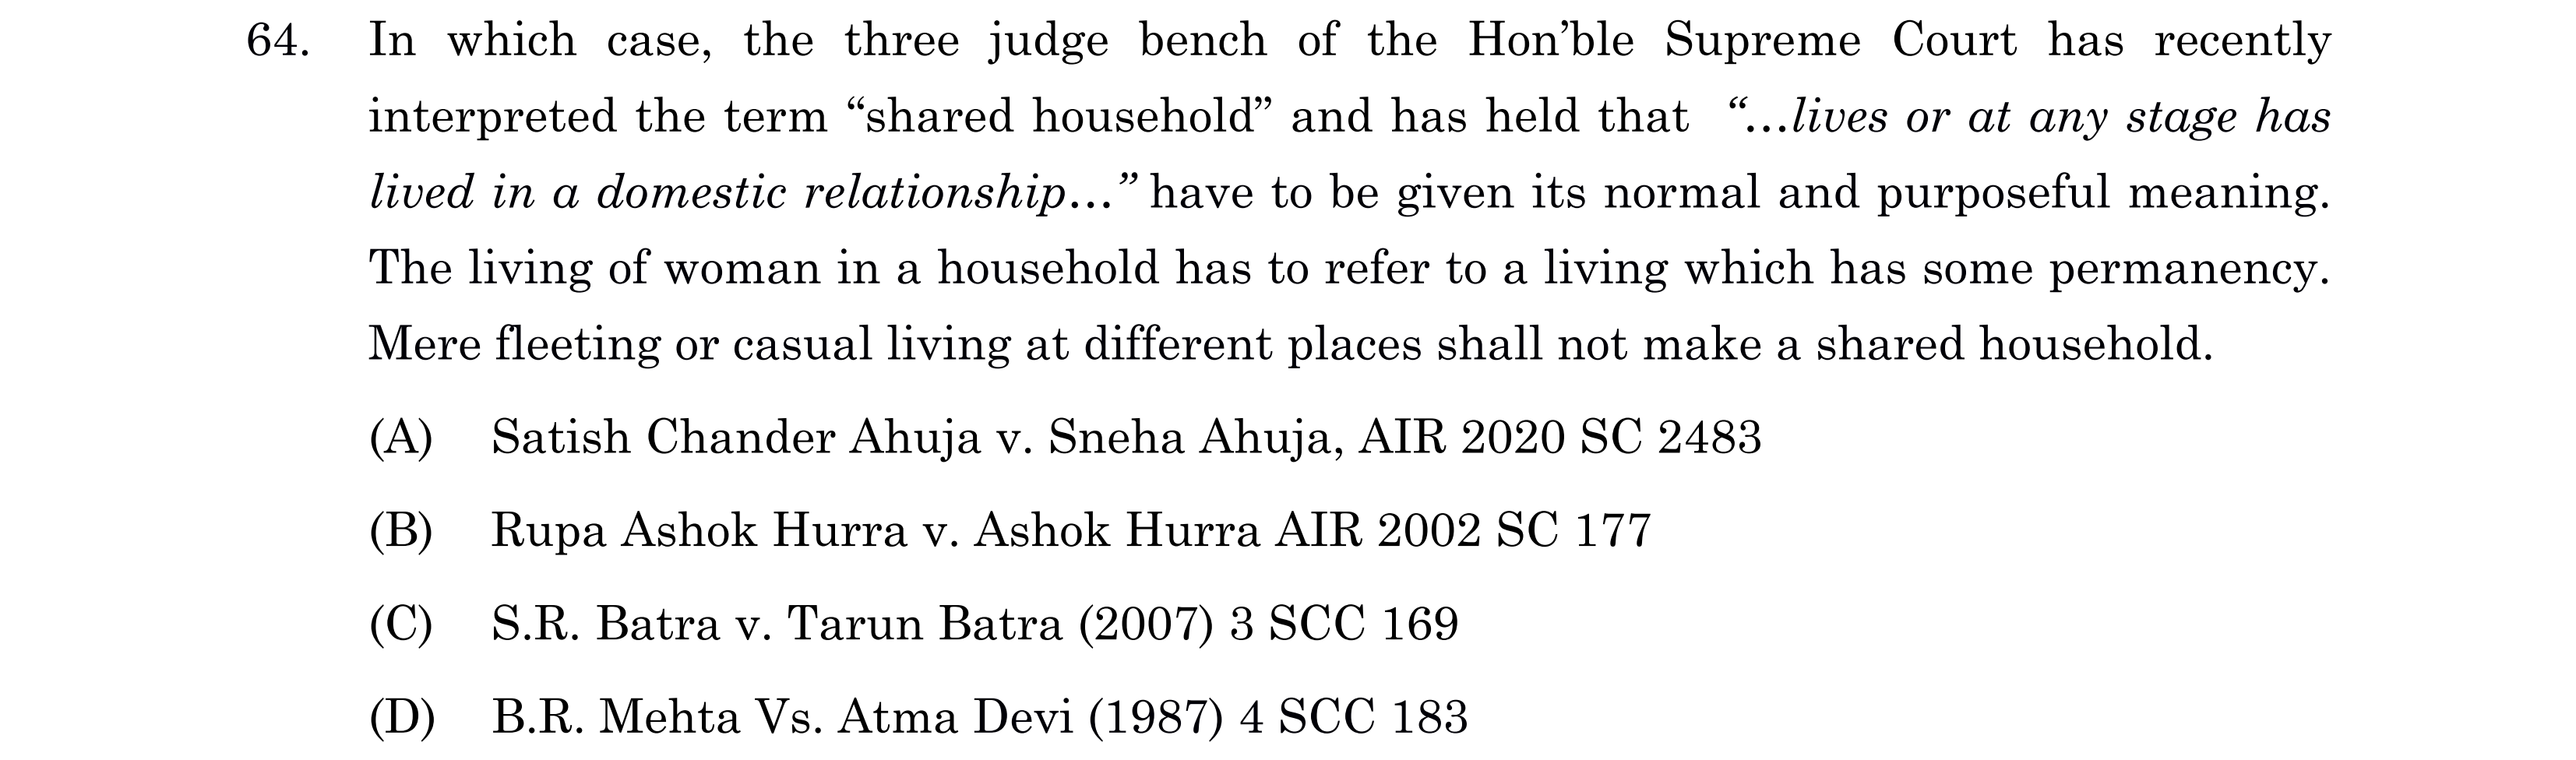 64. In which case, the three judge bench of the Hon’ble Supreme Court has recently
interpreted the term “shared household” and has held that “...lives or at any stage has
lived in a domestic relationship...” have to be given its normal and purposeful meaning.
The living of woman in a household has to refer to a living which has some permanency.
Mere fleeting or casual living at different places shall not make a shared household.
(A) Satish Chander Ahuja v. Sneha Ahuja, AIR 2020 SC 2483
(B) Rupa Ashok Hurra v. Ashok Hurra AIR 2002 SC 177
(C) S.R. Batra v. Tarun Batra (2007) 3 SCC 169
(D) B.R. Mehta Vs. Atma Devi (1987) 4 SCC 183